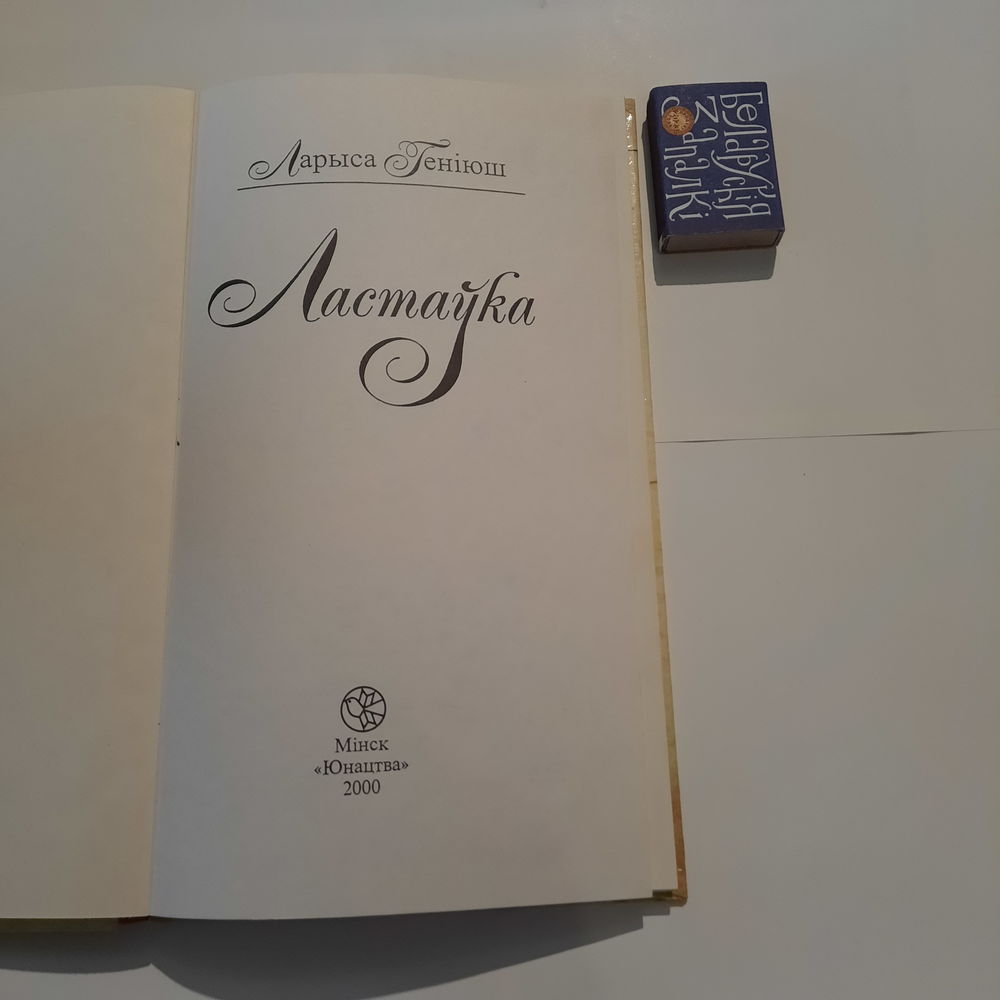 Ларыса Геніюш
Ластаўка
Мінск
«Юнацтва»
2000
Беларускія
Запалкі